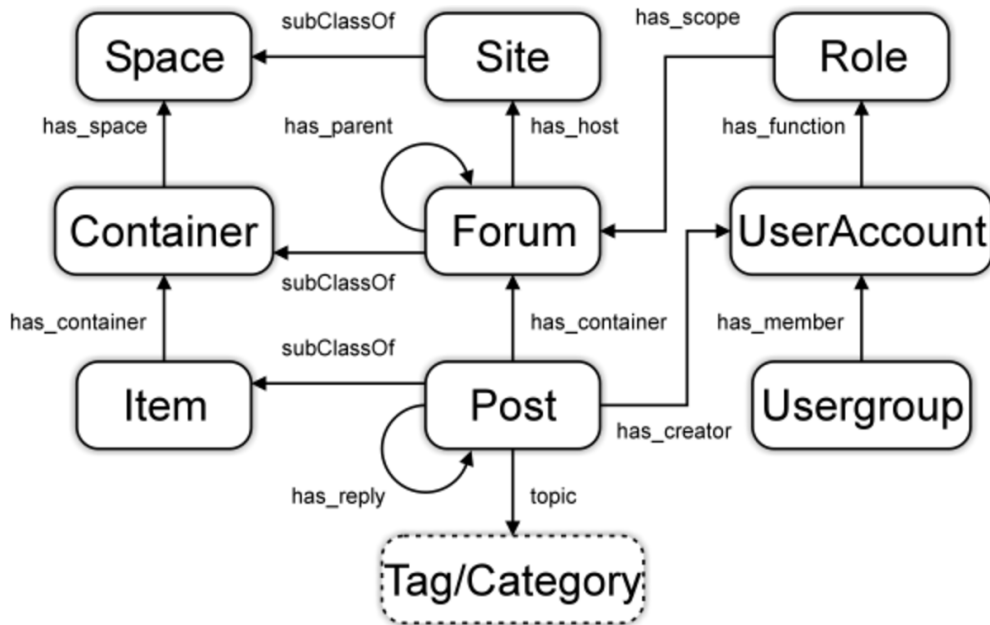 subClassOf
has_scope
Space
Site
Role
has_space
has_parent
has_host
has_function
Container
Forum
UserAccount
subClassOf
has_container
has_container
has_member
subClassOf
Item
Post
Usergroup
has_creator
has_reply
topic
Tag/Category